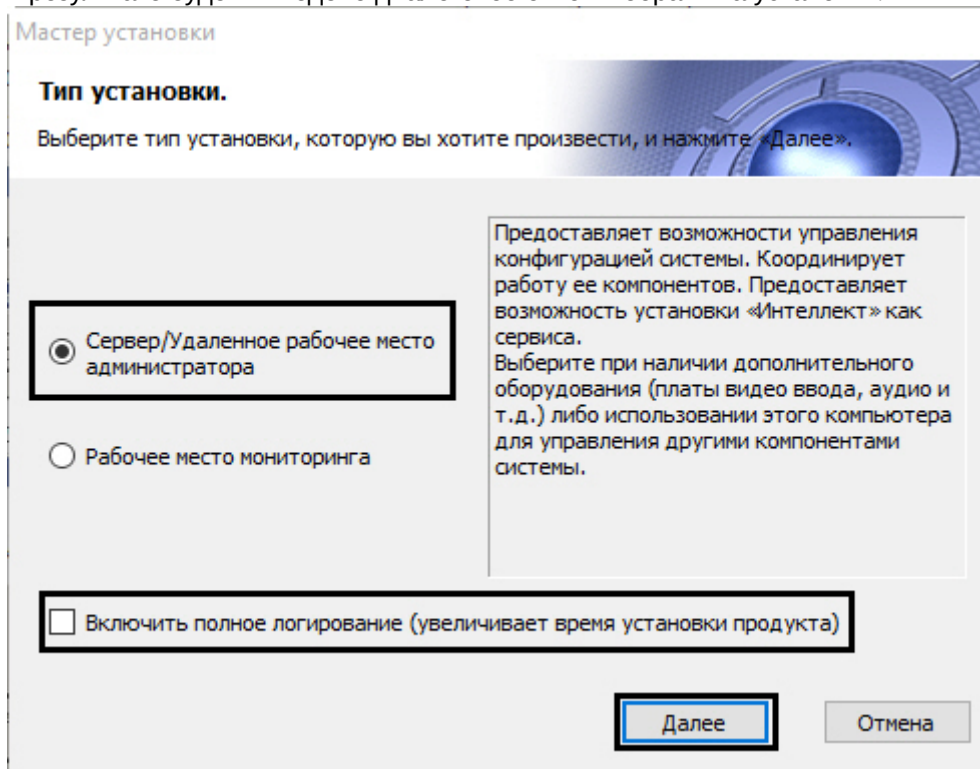 Мастер установки
Тип установки.
Выберите тип установки, которую вы хотите произвести, и нажмите «Далее».
Сервер/Удаленное рабочее место
администратора
Рабочее место мониторинга
Предоставляет возможности управления
конфигурацией системы. Координирует
работу ее компонентов. Предоставляет
возможность установки «Интеллект» как
сервиса.
Выберите при наличии дополнительного
оборудования (платы видео ввода, аудио и
т.д.) либо использовании этого компьютера
для управления другими компонентами
системы.
Включить полное логирование (увеличивает время установки продукта)
Далее
Отмена